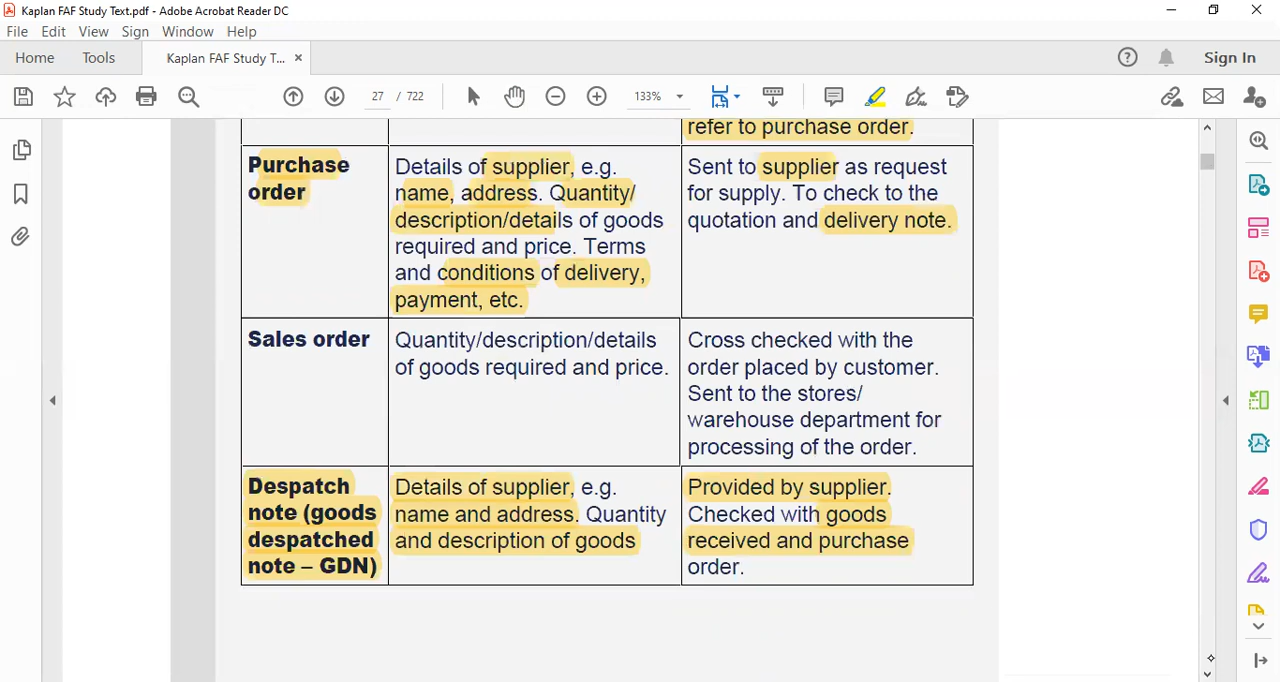 Kaplan FAF Study Text.pdf - Adobe Acrobat Reader DC
File Edit View Sign Window Help
Home Tools Kaplan FAF Study T... × Sign In
27 / 722 133%
refer to purchase order.
Purchase
order
Details of supplier, e.g.
name, address. Quantity/
description/details of goods
required and price. Terms
and conditions of delivery,
payment, etc.
Sent to supplier as request
for supply. To check to the
quotation and delivery note.
Sales order
Quantity/description/details
of goods required and price.
Cross checked with the
order placed by customer.
Sent to the stores/
warehouse department for
processing of the order.
Despatch
note (goods
despatched
note – GDN)
Details of supplier, e.g.
name and address. Quantity
and description of goods
Provided by supplier.
Checked with goods
received and purchase
order.